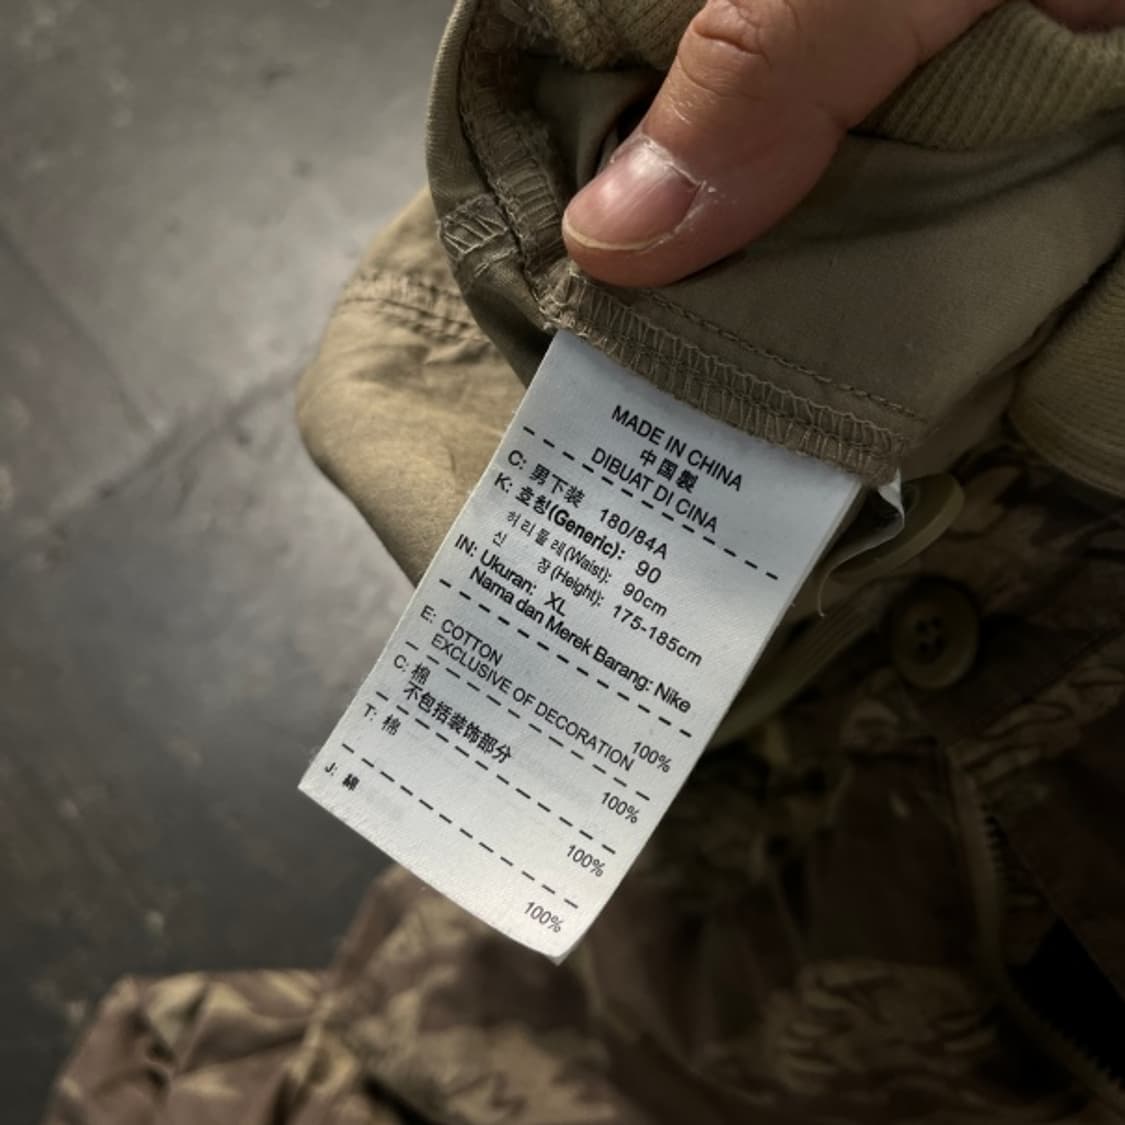 MADE IN CHINA
中国製
DIBUAT DI CINA
C: 男下装 180/84A
K: 호칭(Generic): 90
허리둘레(Waist): 90cm
신 장(Height): 175-185cm
IN: Ukuran: XL
Nama dan Merek Barang: Nike
E: COTTON 100%
EXCLUSIVE OF DECORATION
C: 棉 100%
不包括装饰部分
T: 棉 100%
J: 綿 100%